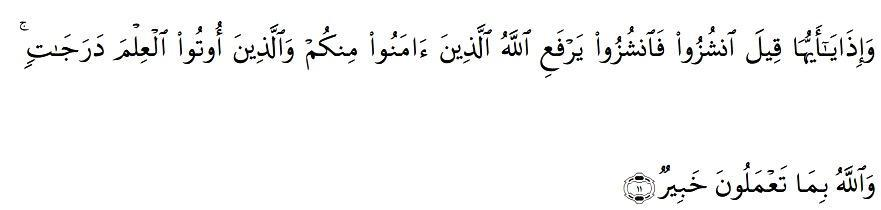 وَإِذَايَـٰٓأَيُّهَا قِيلَ ٱنشُزُوا۟ فَٱنشُزُوا۟ يَرْفَعِ ٱللَّهُ ٱلَّذِينَ ءَامَنُوا۟ مِنكُمْ وَٱلَّذِينَ أُوتُوا۟ ٱلْعِلْمَ دَرَجَـٰتٍۢ ۚ
وَٱللَّهُ بِمَا تَعْمَلُونَ خَبِيرٌۭ ١١